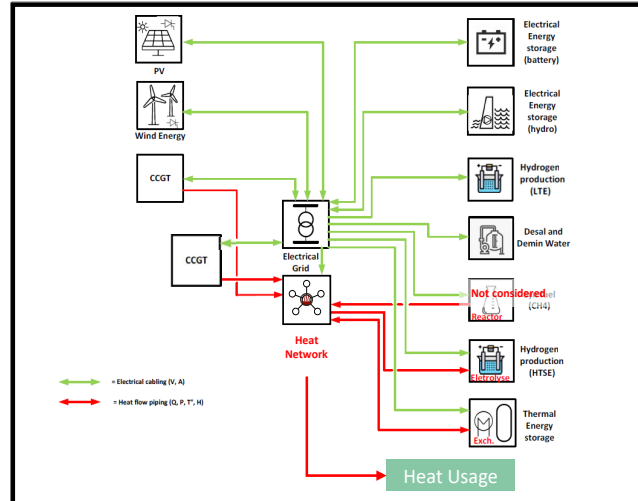 PV
Wind Energy
CCGT
CCGT
Electrical
Grid
Heat
Network
Electrical
Energy
storage
(battery)
Electrical
Energy
storage
(hydro)
Hydrogen
production
(LTE)
Desal and
Demin Water
Not considered
(CH4)
Reactor
Hydrogen
production
(HTSE)
Eletrolyse
Thermal
Energy
storage
Exch.
= Electrical cabling (V, A)
= Heat flow piping (Q, P, T°, H)
Heat Usage